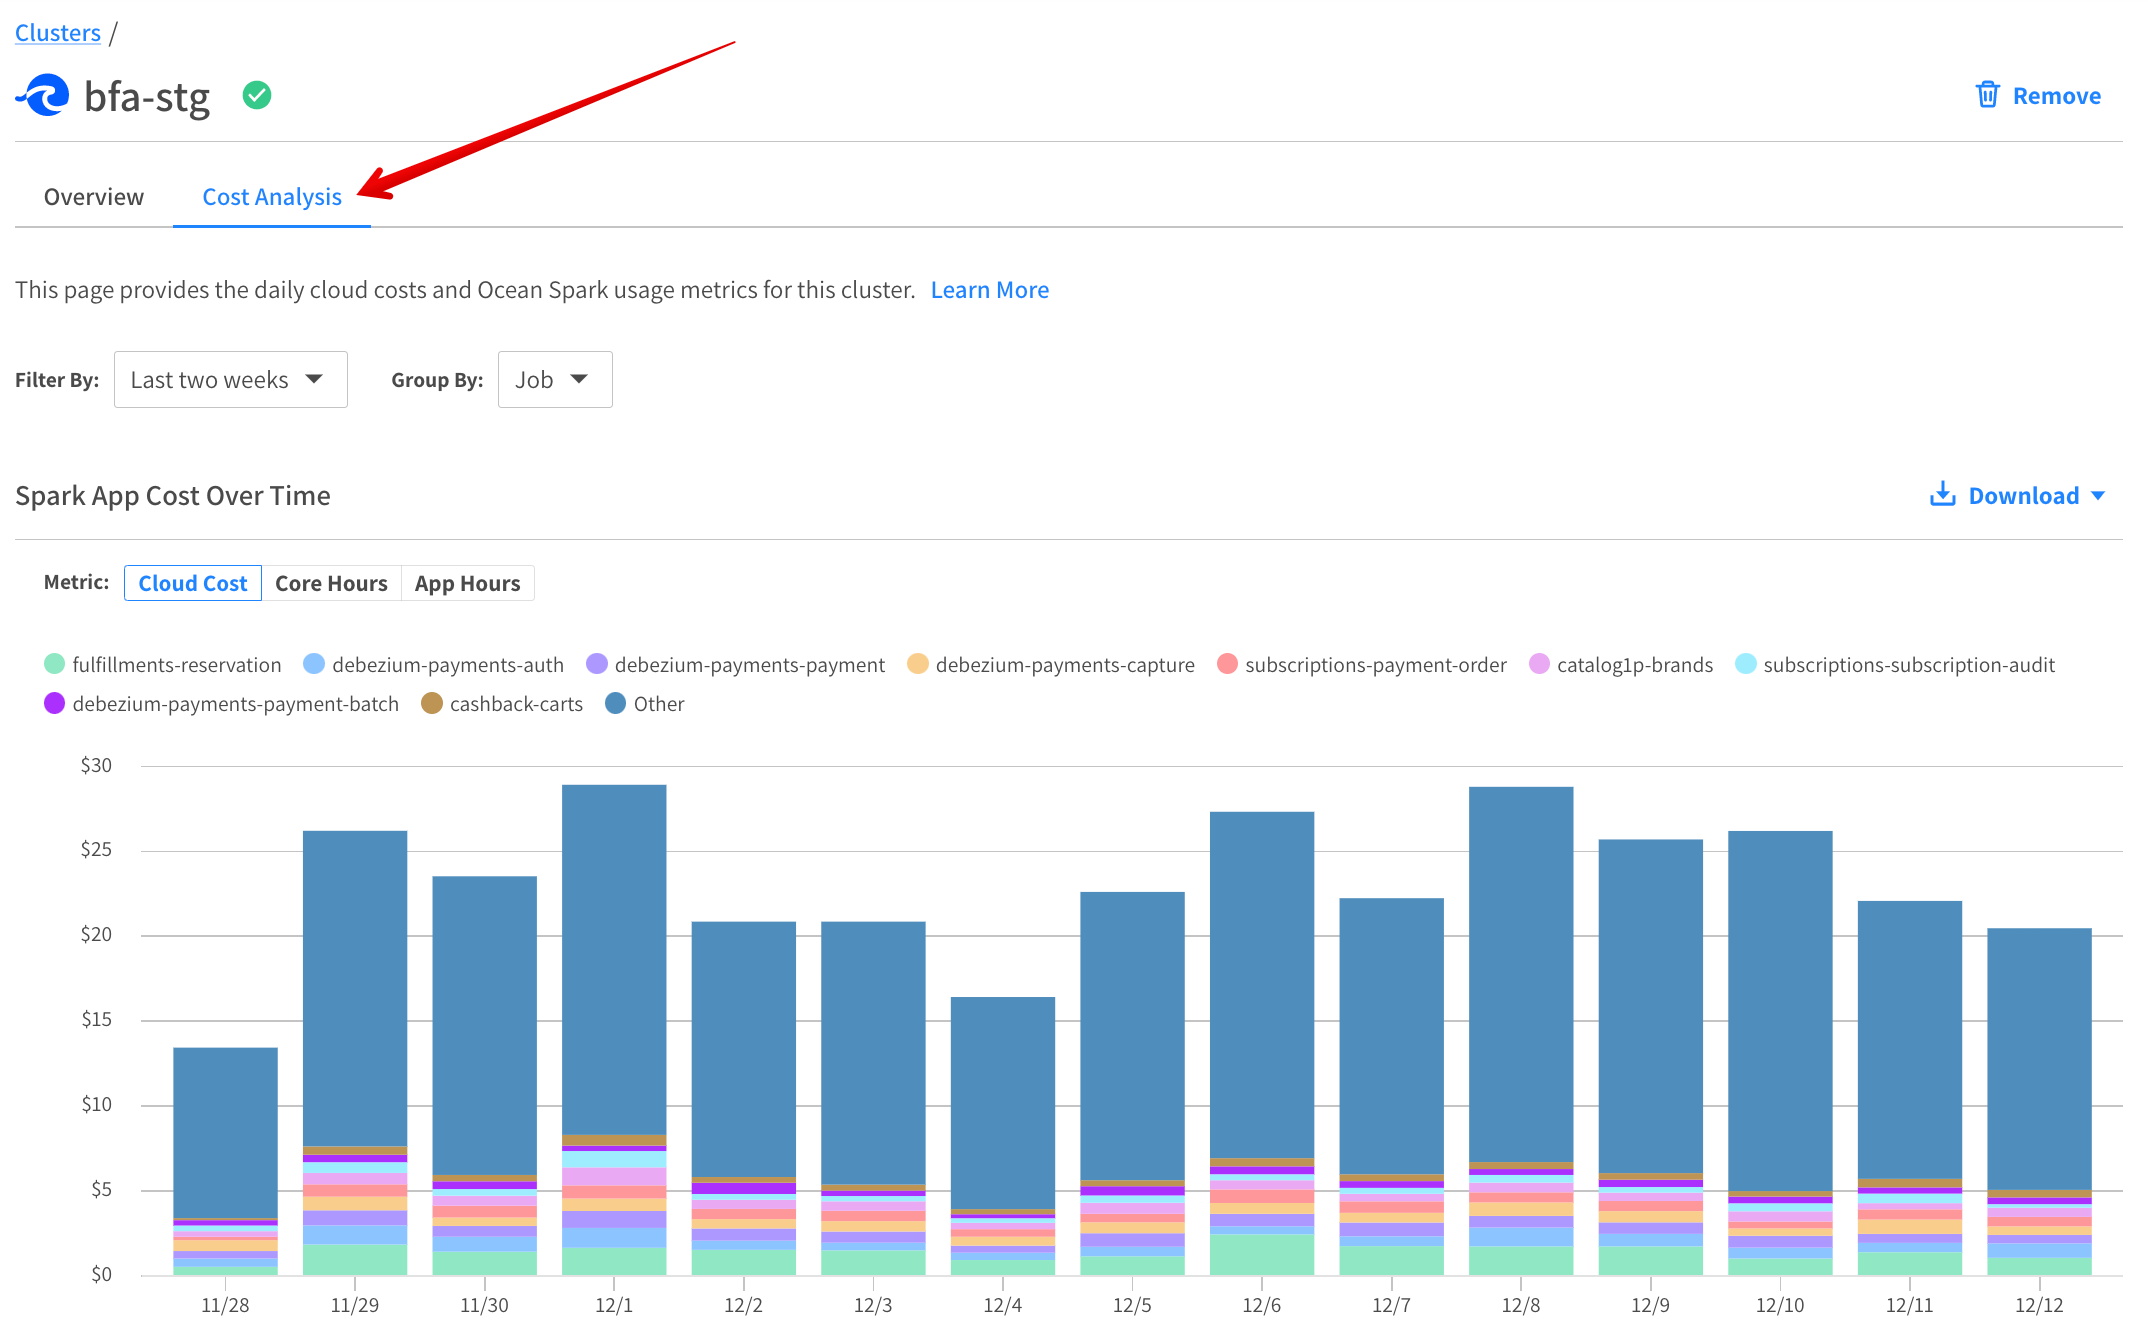 Clusters /
bfa-stg
Remove
Overview Cost Analysis
This page provides the daily cloud costs and Ocean Spark usage metrics for this cluster. Learn More
Filter By: Last two weeks Group By: Job
Spark App Cost Over Time
Download
Metric: Cloud Cost Core Hours App Hours
fulfillments-reservation debezium-payments-auth debezium-payments-payment debezium-payments-capture subscriptions-payment-order catalog1p-brands subscriptions-subscription-audit
debezium-payments-payment-batch cashback-carts Other
$30
$25
$20
$15
$10
$5
$0
11/28 11/29 11/30 12/1 12/2 12/3 12/4 12/5 12/6 12/7 12/8 12/9 12/10 12/11 12/12